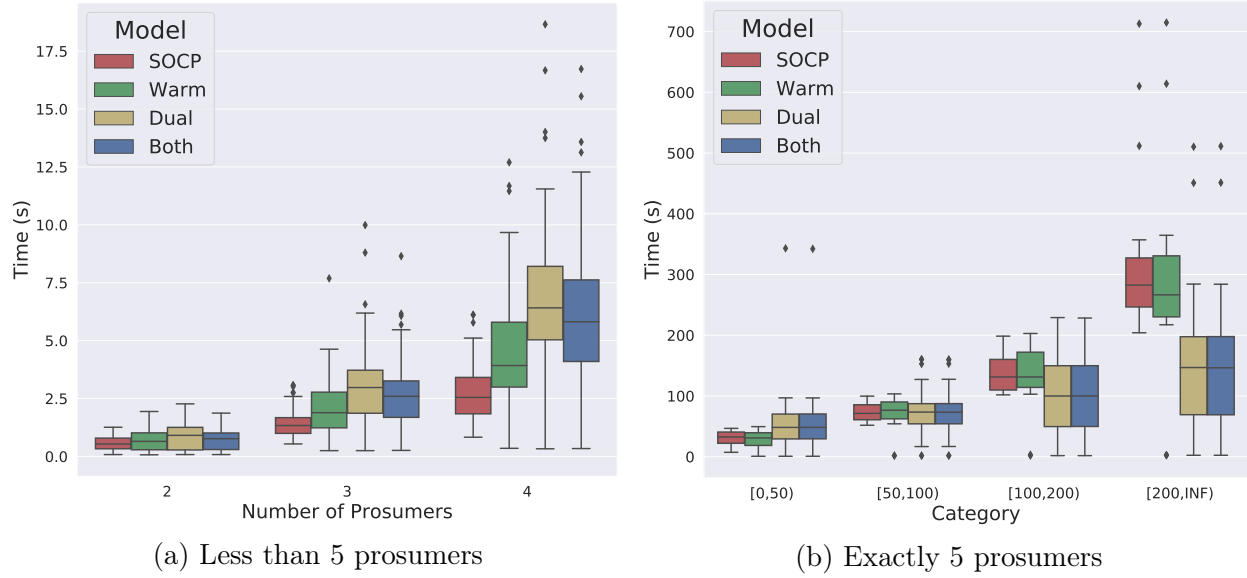 Model
SOCP
Warm
Dual
Both
17.5
15.0
12.5
10.0
7.5
5.0
2.5
0.0
Time (s)
2
3
4
Number of Prosumers
(a) Less than 5 prosumers
Model
SOCP
Warm
Dual
Both
700
600
500
400
300
200
100
0
Time (s)
[0,50)
[50,100)
[100,200)
[200,INF)
Category
(b) Exactly 5 prosumers